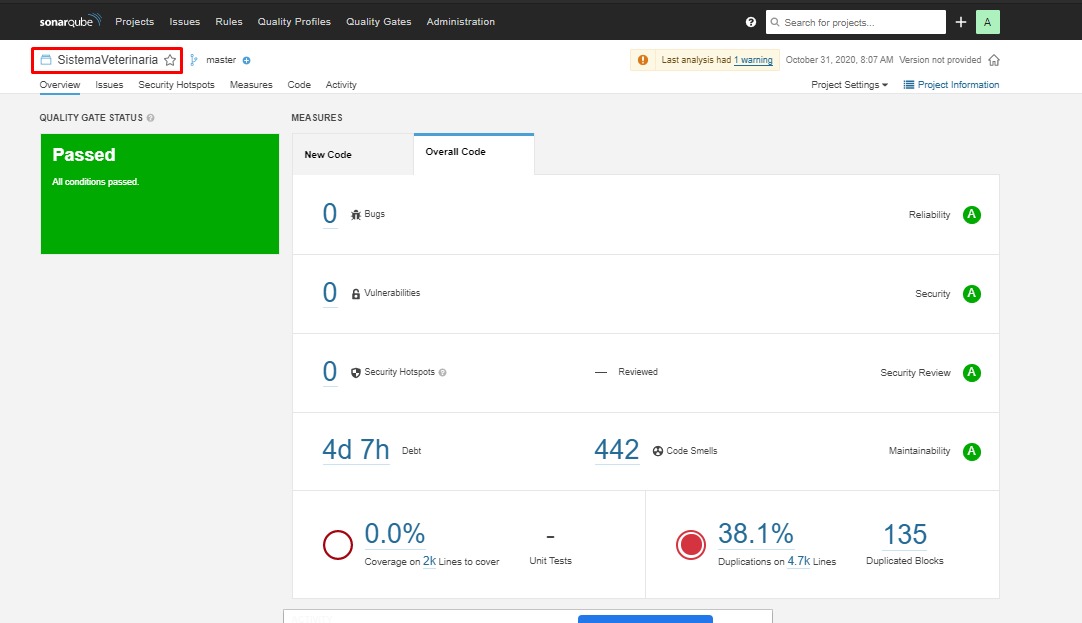 sonarqube Projects Issues Rules Quality Profiles Quality Gates Administration ? Search for projects... + A
SistemaVeterinaria master Last analysis had 1 warning October 31, 2020, 8:07 AM Version not provided
Overview Issues Security Hotspots Measures Code Activity Project Settings Project Information
QUALITY GATE STATUS ? MEASURES
Passed
All conditions passed.
New Code Overall Code
0 Bugs Reliability A
0 Vulnerabilities Security A
0 Security Hotspots ? — Reviewed Security Review A
4d 7h Debt 442 Code Smells Maintainability A
0.0% - 38.1% 135
Coverage on 2k Lines to cover Unit Tests Duplications on 4.7k Lines Duplicated Blocks